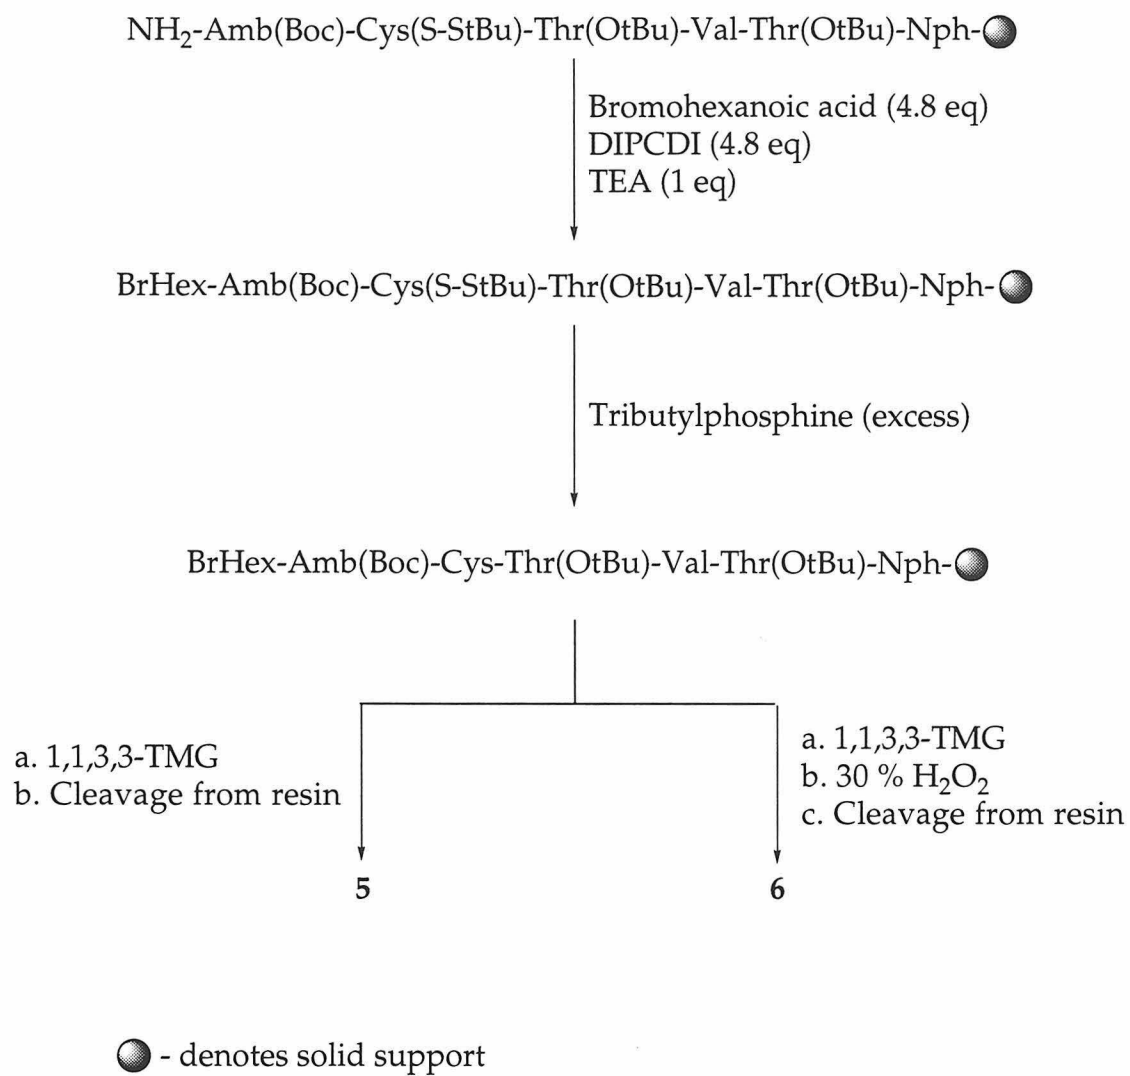 NH₂-Amb(Boc)-Cys(S-StBu)-Thr(OtBu)-Val-Thr(OtBu)-Nph-
Bromohexanoic acid (4.8 eq)
DIPCDI (4.8 eq)
TEA (1 eq)
BrHex-Amb(Boc)-Cys(S-StBu)-Thr(OtBu)-Val-Thr(OtBu)-Nph-
Tributylphosphine (excess)
BrHex-Amb(Boc)-Cys-Thr(OtBu)-Val-Thr(OtBu)-Nph-
a. 1,1,3,3-TMG
b. Cleavage from resin
a. 1,1,3,3-TMG
b. 30 % H₂O₂
c. Cleavage from resin
5
6
- denotes solid support